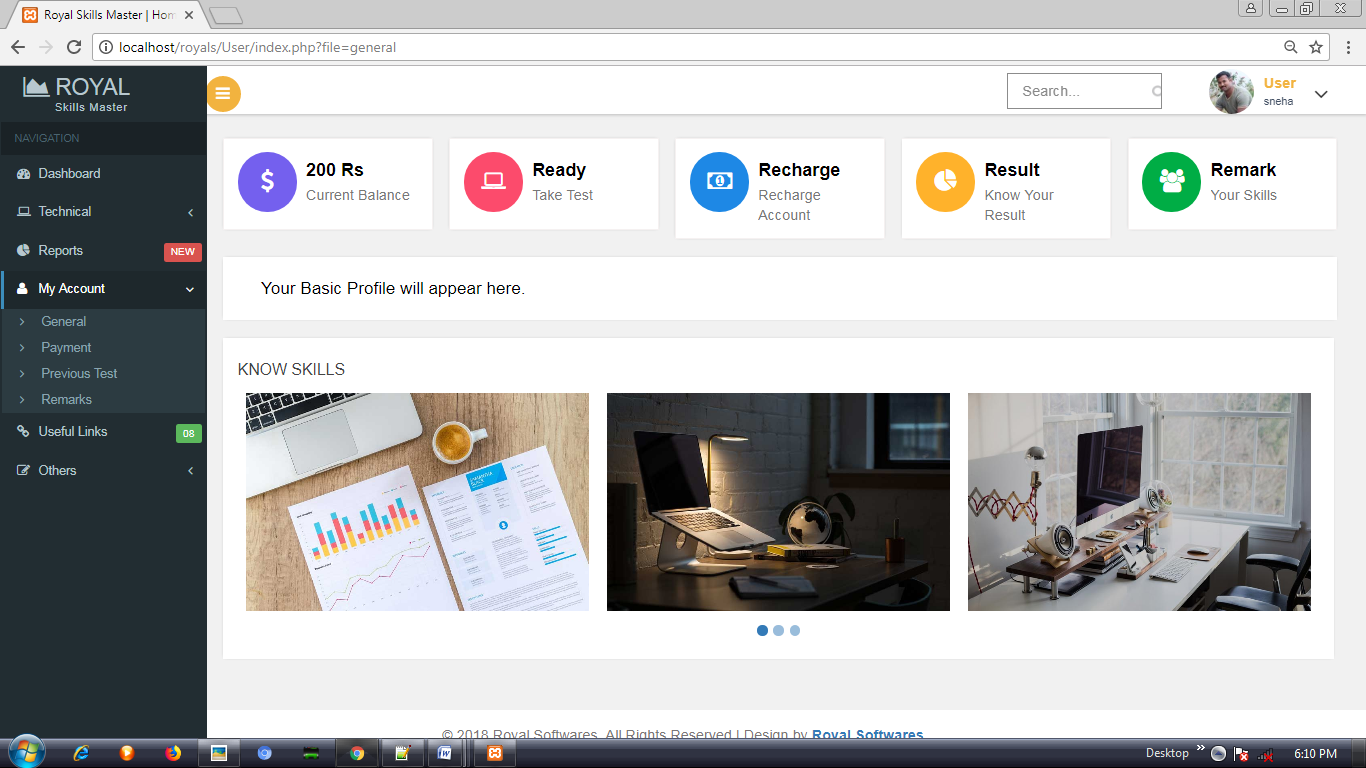 Royal Skills Master | Hom
localhost/royals/User/index.php?file=general
ROYAL
Skills Master
Search...
User
sneha
NAVIGATION
Dashboard
Technical
Reports
NEW
My Account
General
Payment
Previous Test
Remarks
Useful Links
08
Others
200 Rs
Current Balance
Ready
Take Test
Recharge
Recharge
Account
Result
Know Your
Result
Remark
Your Skills
Your Basic Profile will appear here.
KNOW SKILLS
© 2018 Royal Softwares. All Rights Reserved | Design by Royal Softwares
Desktop
6:10 PM